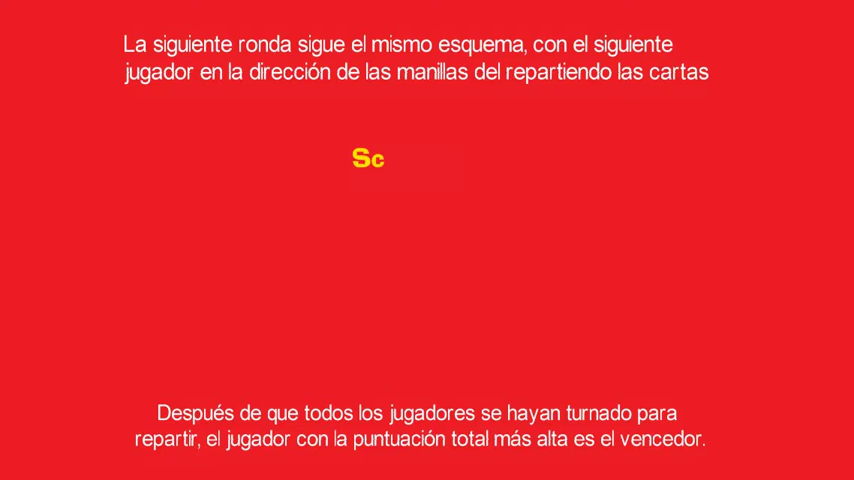 La siguiente ronda sigue el mismo esquema, con el siguiente
jugador en la dirección de las manillas del repartiendo las cartas
Sc
Después de que todos los jugadores se hayan turnado para
repartir, el jugador con la puntuación total más alta es el vencedor.